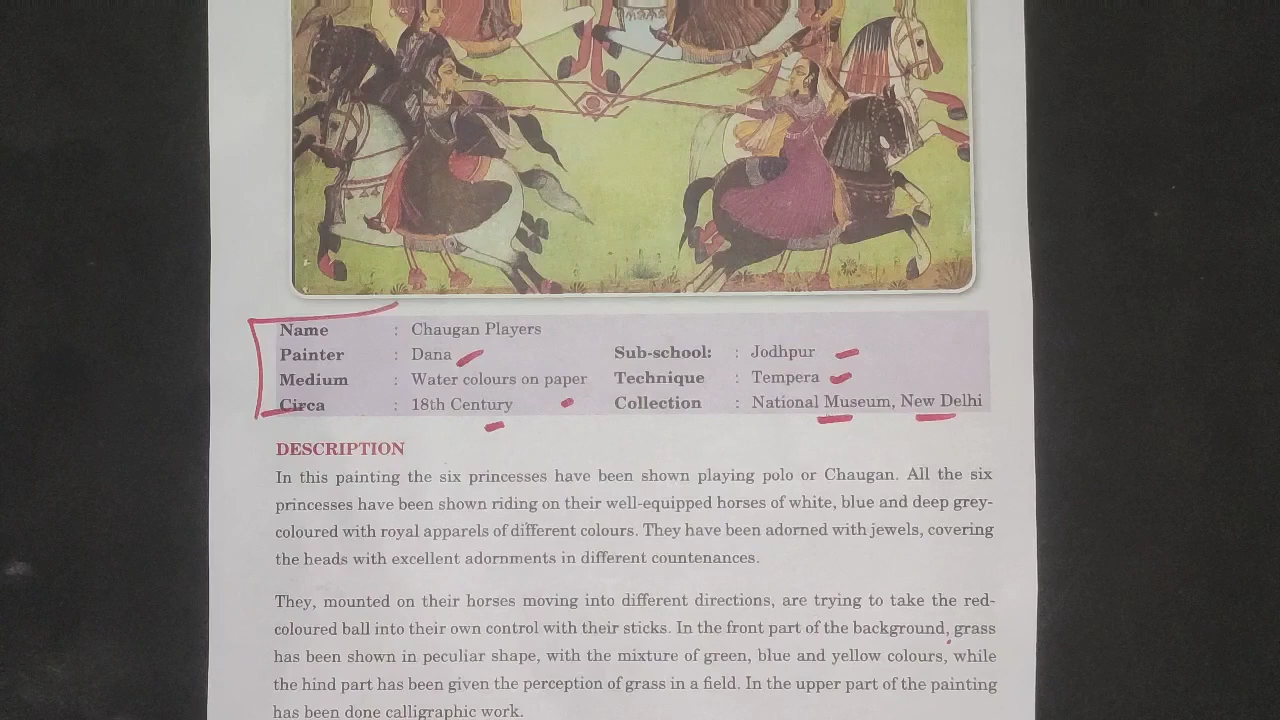 Name : Chaugan Players
Painter : Dana Sub-school: : Jodhpur
Medium : Water colours on paper Technique : Tempera
Circa : 18th Century Collection : National Museum, New Delhi
DESCRIPTION
In this painting the six princesses have been shown playing polo or Chaugan. All the six
princesses have been shown riding on their well-equipped horses of white, blue and deep grey-
coloured with royal apparels of different colours. They have been adorned with jewels, covering
the heads with excellent adornments in different countenances.
They, mounted on their horses moving into different directions, are trying to take the red-
coloured ball into their own control with their sticks. In the front part of the background, grass
has been shown in peculiar shape, with the mixture of green, blue and yellow colours, while
the hind part has been given the perception of grass in a field. In the upper part of the painting
has been done calligraphic work.